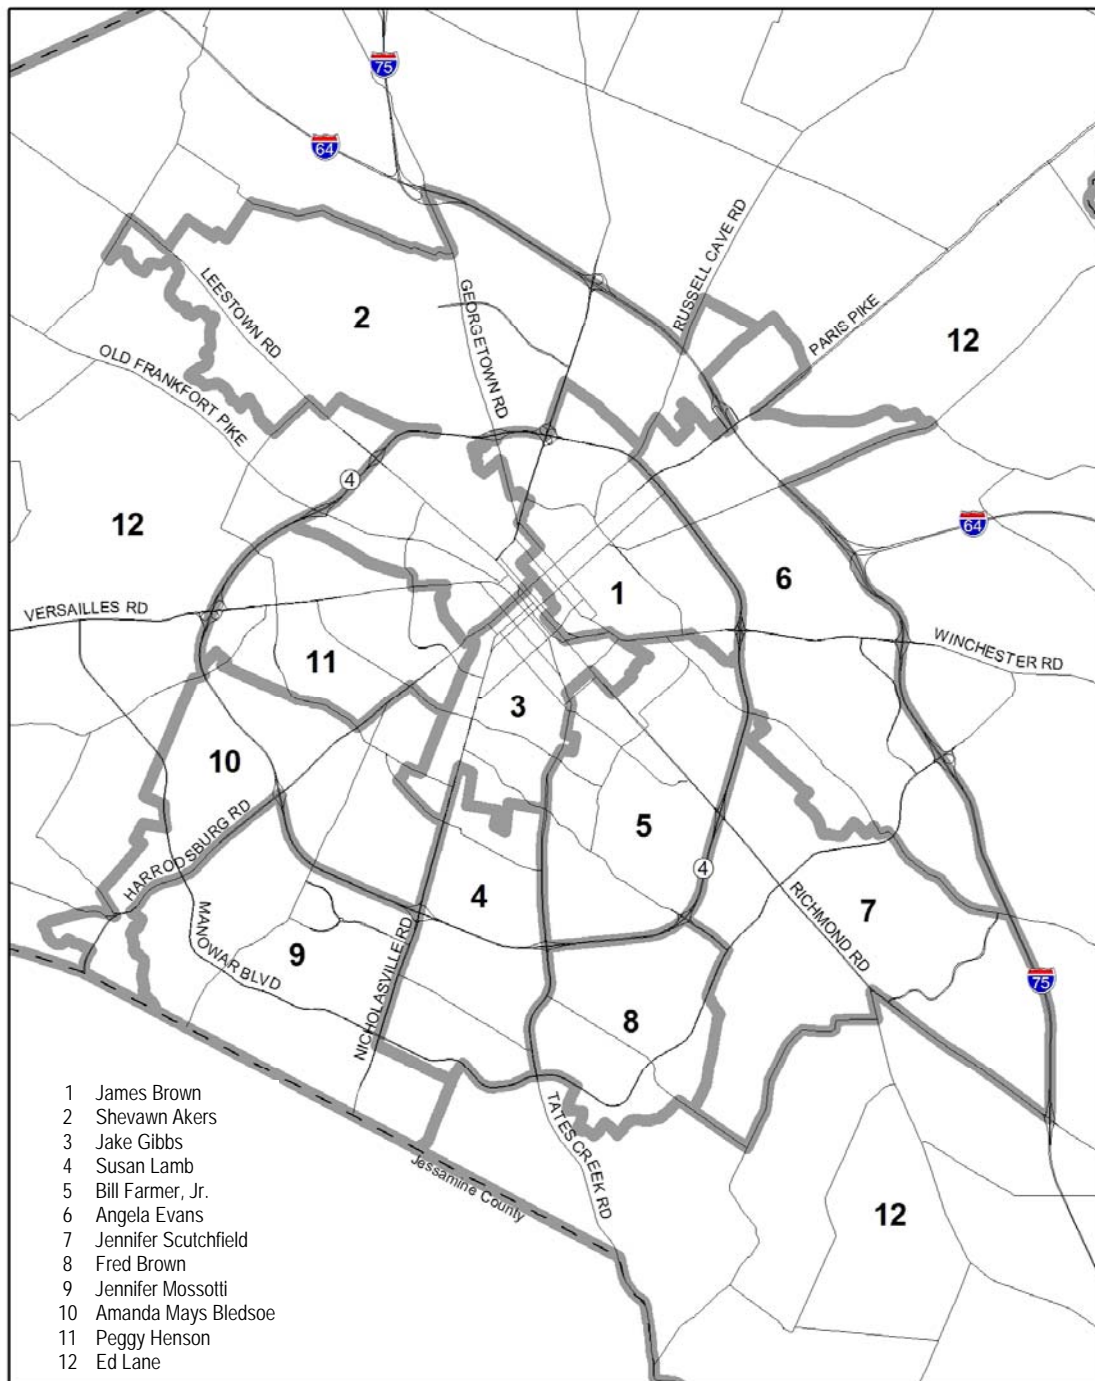 75
64
RUSSELL CAVE RD
LEESTOWN RD
GEORGETOWN RD
PARIS PIKE
2
12
OLD FRANKFORT PIKE
4
12
64
1
6
VERSAILLES RD
WINCHESTER RD
11
3
10
5
HARRODSBURG RD
4
4
RICHMOND RD
7
MANOWAR BLVD
9
NICHOLASVILLE RD
75
8
TATES CREEK RD
Jessamine County
12
1 James Brown
2 Shevawn Akers
3 Jake Gibbs
4 Susan Lamb
5 Bill Farmer, Jr.
6 Angela Evans
7 Jennifer Scutchfield
8 Fred Brown
9 Jennifer Mossotti
10 Amanda Mays Bledsoe
11 Peggy Henson
12 Ed Lane